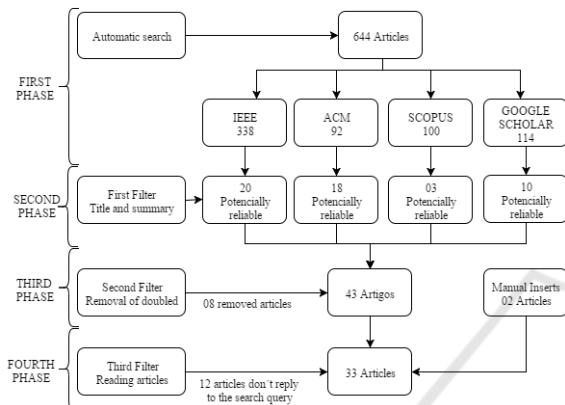 Automatic search
644 Articles
FIRST
PHASE
IEEE
338
ACM
92
SCOPUS
100
GOOGLE
SCHOLAR
114
SECOND
PHASE
First Filter
Title and summary
20
Potencially
reliable
18
Potencially
reliable
03
Potencially
reliable
10
Potencially
reliable
THIRD
PHASE
Second Filter
Removal of doubled
08 removed articles
43 Artigos
Manual Inserts
02 Articles
FOURTH
PHASE
Third Filter
Reading articles
12 articles don´t reply
to the search query
33 Articles